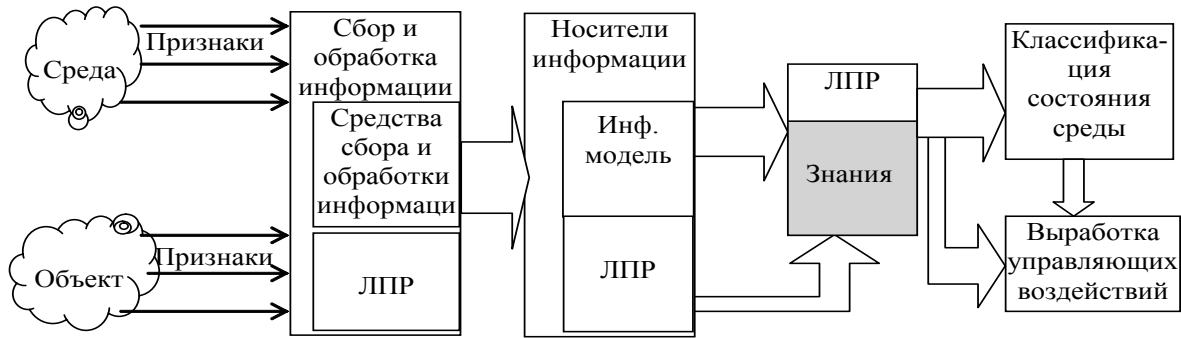 Среда
Признаки
Объект
Признаки
Сбор и
обработка
информации
Средства
сбора и
обработки
информаци
ЛПР
Носители
информации
Инф.
модель
ЛПР
ЛПР
Знания
Классифика-
ция
состояния
среды
Выработка
управляющих
воздействий